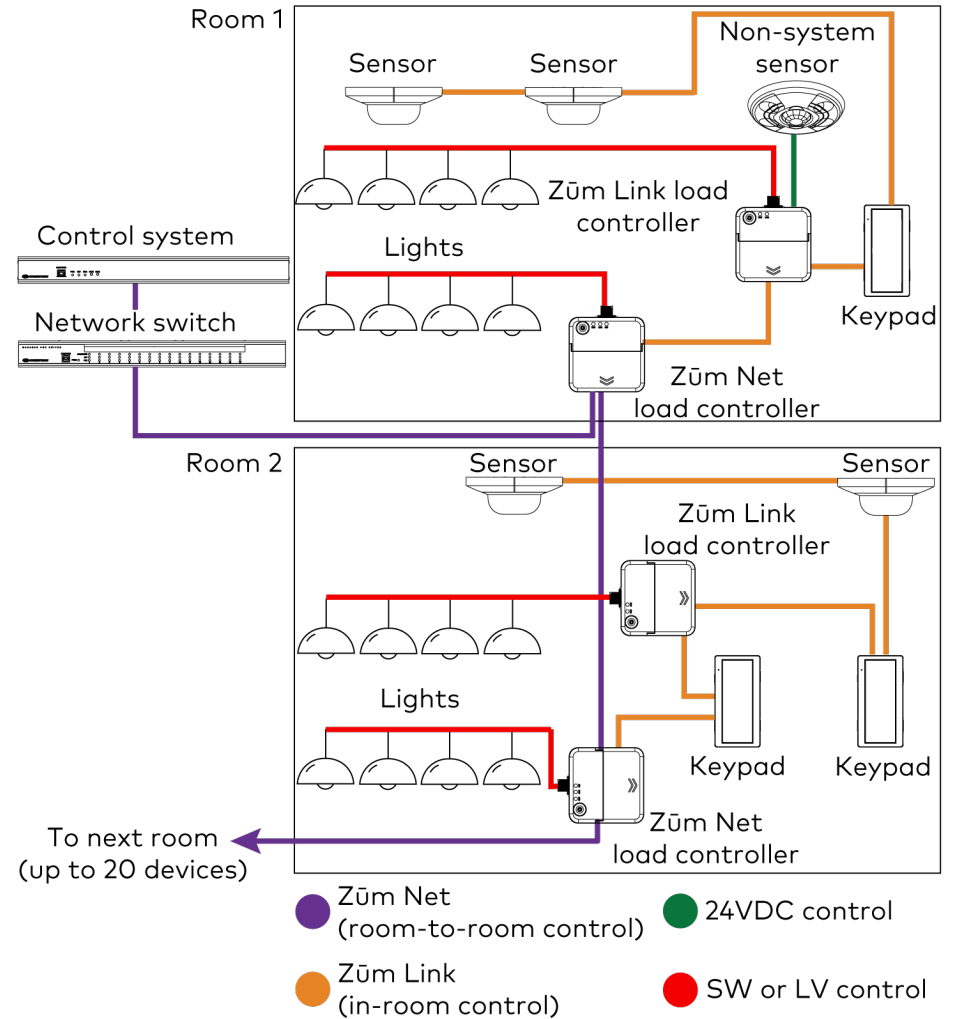 Room 1
Non-system
sensor
Sensor
Sensor
Zūm Link load
controller
Control system
Lights
Network switch
Keypad
Zūm Net
load controller
Room 2
Sensor
Sensor
Zūm Link
load controller
Lights
Keypad
Keypad
Zūm Net
load controller
To next room
(up to 20 devices)
Zūm Net
(room-to-room control)
24VDC control
Zūm Link
(in-room control)
SW or LV control